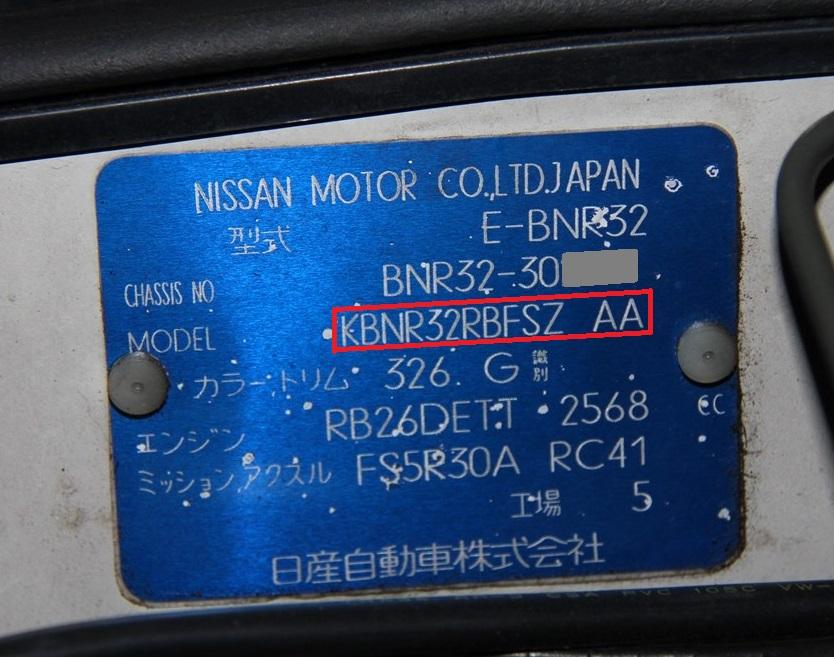 NISSAN MOTOR CO.,LTD.JAPAN
型式 E-BNR32
CHASSIS NO BNR32-30
MODEL KBNR32RBFSZ AA
カラー,トリム 326. G 識別
エンジン RB26DETT 2568 cc
ミッション,アクスル FS5R30A RC41
工場 5
日産自動車株式会社